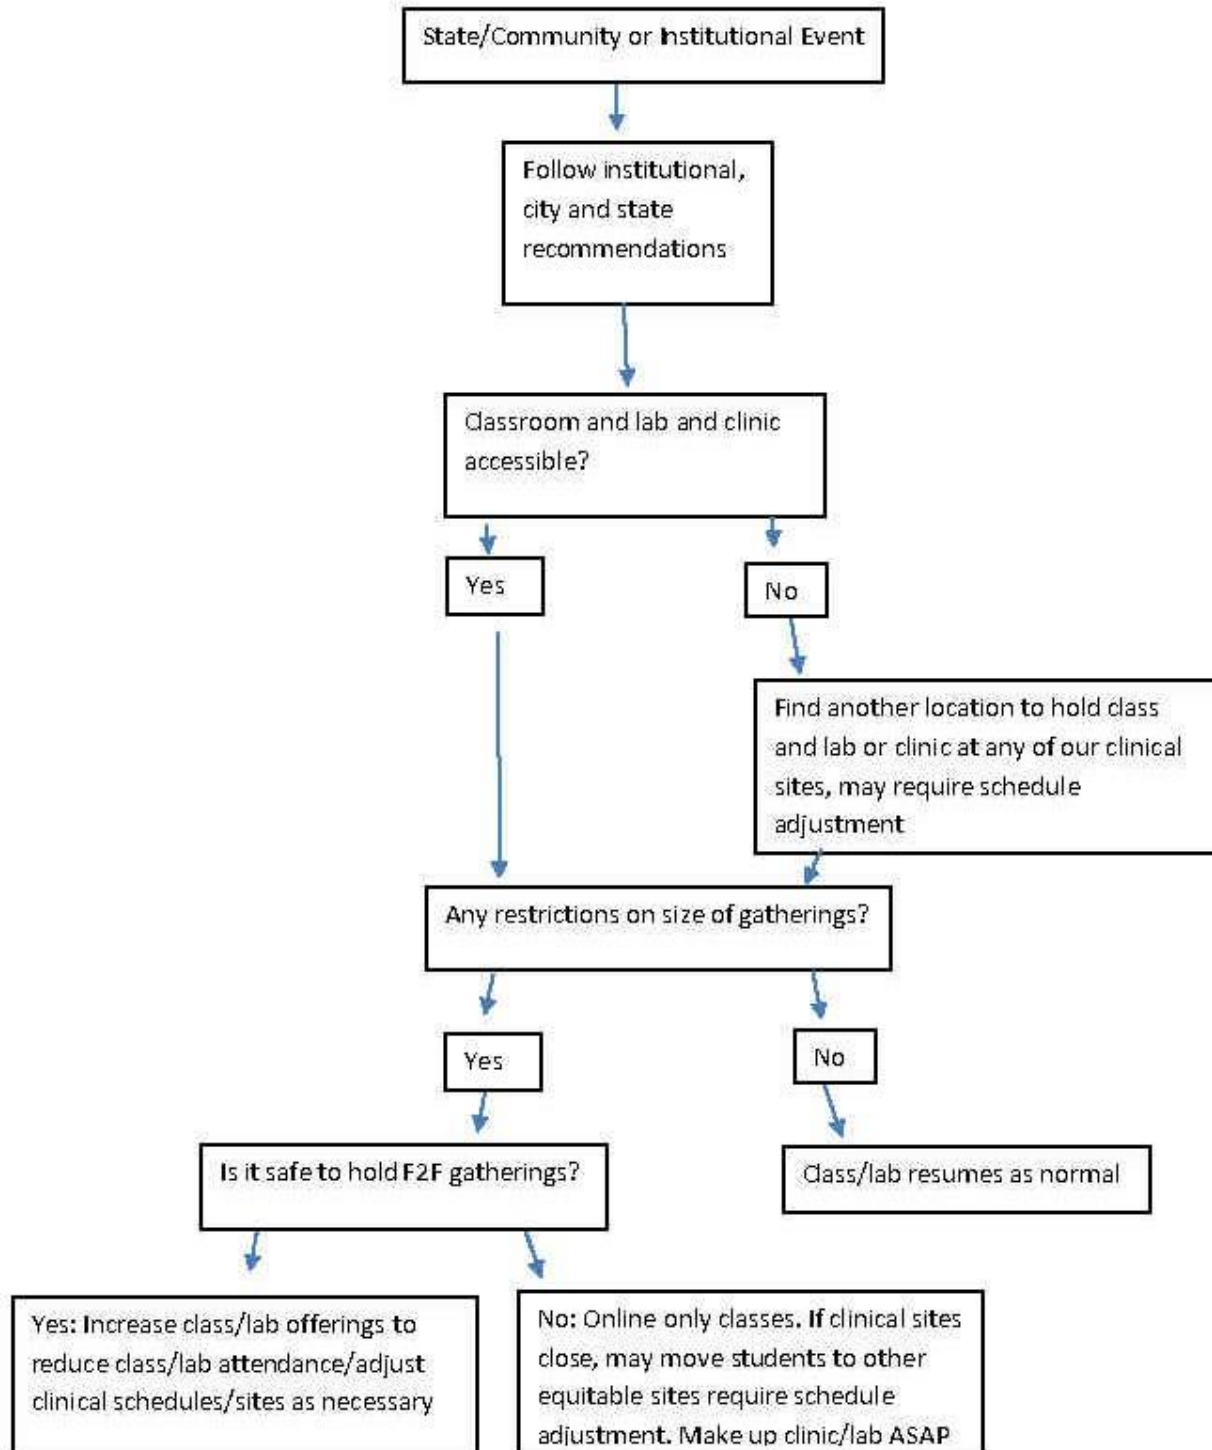 State/Community or Institutional Event
Follow institutional,
city and state
recommendations
Classroom and lab and clinic
accessible?
Yes
No
Find another location to hold class
and lab or clinic at any of our clinical
sites, may require schedule
adjustment
Any restrictions on size of gatherings?
Yes
No
Is it safe to hold F2F gatherings?
Class/lab resumes as normal
Yes: Increase class/lab offerings to
reduce class/lab attendance/adjust
clinical schedules/sites as necessary
No: Online only classes. If clinical sites
close, may move students to other
equitable sites require schedule
adjustment. Make up clinic/lab ASAP